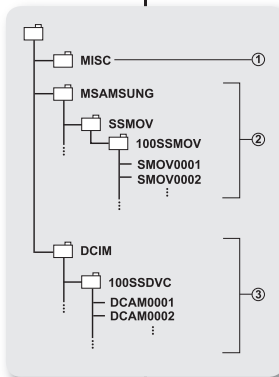 MISC ①
MSAMSUNG
SSMOV
100SSMOV ②
SMOV0001
SMOV0002
DCIM
100SSDVC ③
DCAM0001
DCAM0002